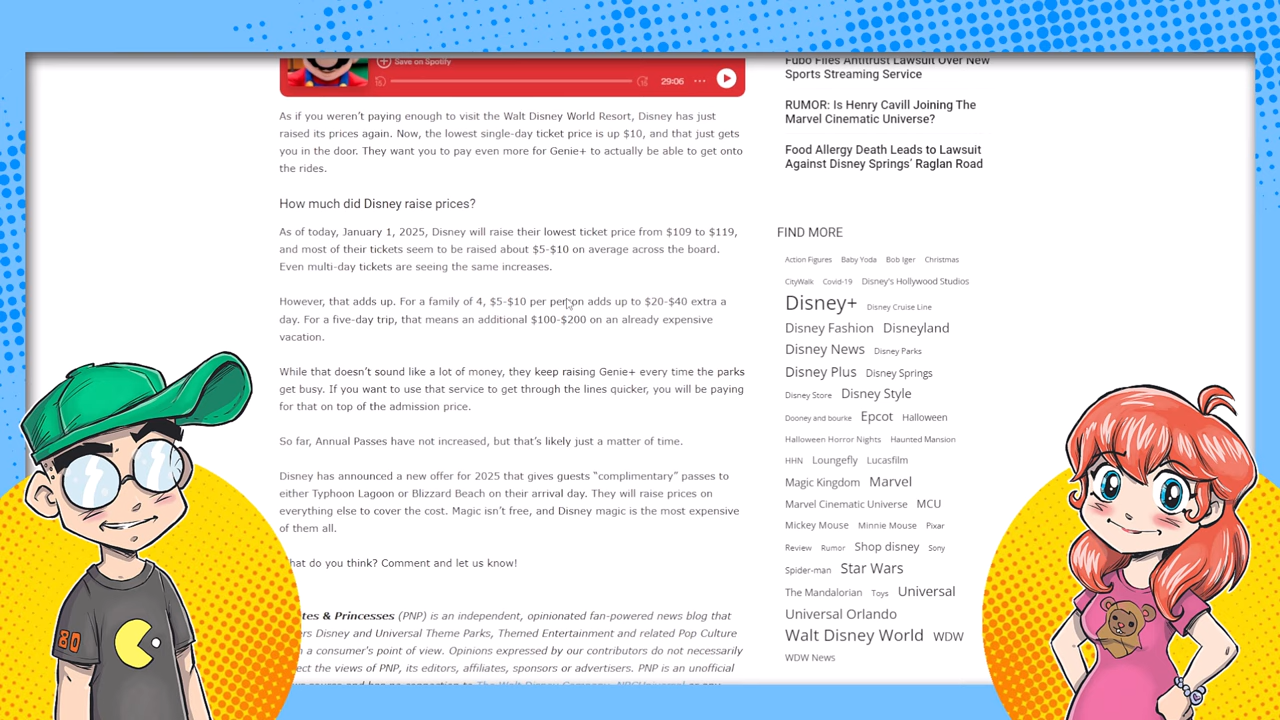 Save on Spotify
15
15
29:06
As if you weren’t paying enough to visit the Walt Disney World Resort, Disney has just
raised its prices again. Now, the lowest single-day ticket price is up $10, and that just gets
you in the door. They want you to pay even more for Genie+ to actually be able to get onto
the rides.
How much did Disney raise prices?
As of today, January 1, 2025, Disney will raise their lowest ticket price from $109 to $119,
and most of their tickets seem to be raised about $5-$10 on average across the board.
Even multi-day tickets are seeing the same increases.
However, that adds up. For a family of 4, $5-$10 per person adds up to $20-$40 extra a
day. For a five-day trip, that means an additional $100-$200 on an already expensive
vacation.
While that doesn’t sound like a lot of money, they keep raising Genie+ every time the parks
get busy. If you want to use that service to get through the lines quicker, you will be paying
for that on top of the admission price.
So far, Annual Passes have not increased, but that’s likely just a matter of time.
Disney has announced a new offer for 2025 that gives guests “complimentary” passes to
either Typhoon Lagoon or Blizzard Beach on their arrival day. They will raise prices on
everything else to cover the cost. Magic isn’t free, and Disney magic is the most expensive
of them all.
hat do you think? Comment and let us know!
tes & Princesses (PNP) is an independent, opinionated fan-powered news blog that
ers Disney and Universal Theme Parks, Themed Entertainment and related Pop Culture
a consumer's point of view. Opinions expressed by our contributors do not necessarily
ect the views of PNP, its editors, affiliates, sponsors or advertisers. PNP is an unofficial
Fubo Files Antitrust Lawsuit Over New
Sports Streaming Service
RUMOR: Is Henry Cavill Joining The
Marvel Cinematic Universe?
Food Allergy Death Leads to Lawsuit
Against Disney Springs’ Raglan Road
FIND MORE
Action Figures Baby Yoda Bob Iger Christmas
CityWalk Covid-19 Disney's Hollywood Studios
Disney+ Disney Cruise Line
Disney Fashion Disneyland
Disney News Disney Parks
Disney Plus Disney Springs
Disney Store Disney Style
Dooney and bourke Epcot Halloween
Halloween Horror Nights Haunted Mansion
HHN Loungefly Lucasfilm
Magic Kingdom Marvel
Marvel Cinematic Universe MCU
Mickey Mouse Minnie Mouse Pixar
Review Rumor Shop disney Sony
Spider-man Star Wars
The Mandalorian Toys Universal
Universal Orlando
Walt Disney World WDW
WDW News
80